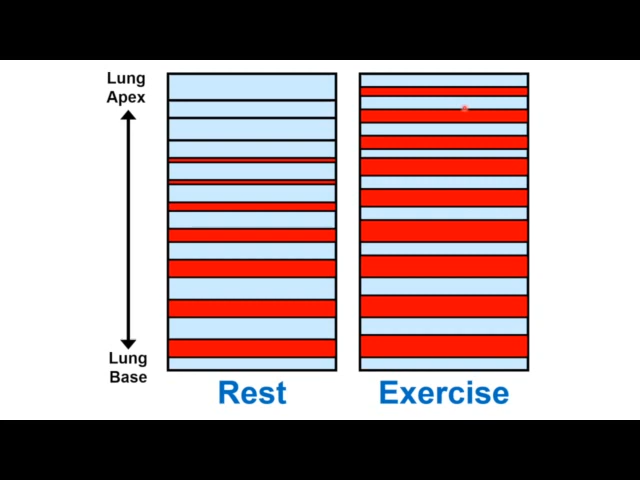 Lung
Apex
Lung
Base
Rest
Exercise